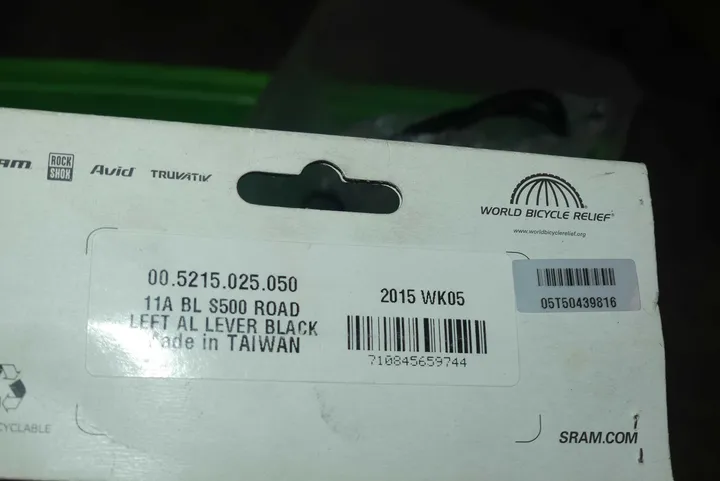 ROCK
SHOX
Avid
TRUVATIV
WORLD BICYCLE RELIEF®
www.worldbicyclerelief.org
00.5215.025.050
11A BL S500 ROAD
LEFT AL LEVER BLACK
Made in TAIWAN
2015 WK05
710845659744
05T50439816
SRAM.COM